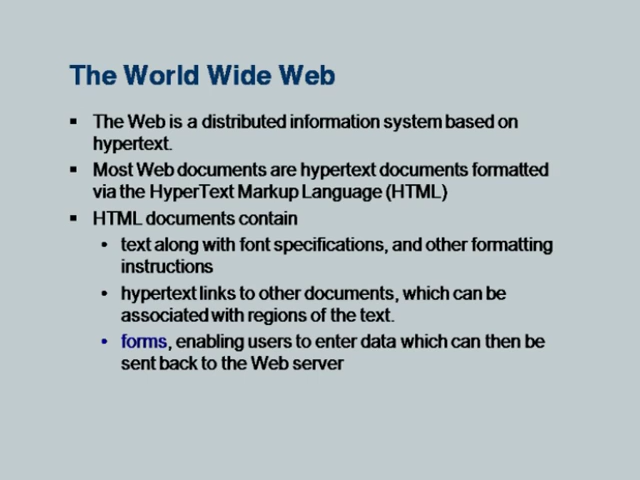 The World Wide Web
▪ The Web is a distributed information system based on
hypertext.
▪ Most Web documents are hypertext documents formatted
via the HyperText Markup Language (HTML)
▪ HTML documents contain
• text along with font specifications, and other formatting
instructions
• hypertext links to other documents, which can be
associated with regions of the text.
• forms, enabling users to enter data which can then be
sent back to the Web server